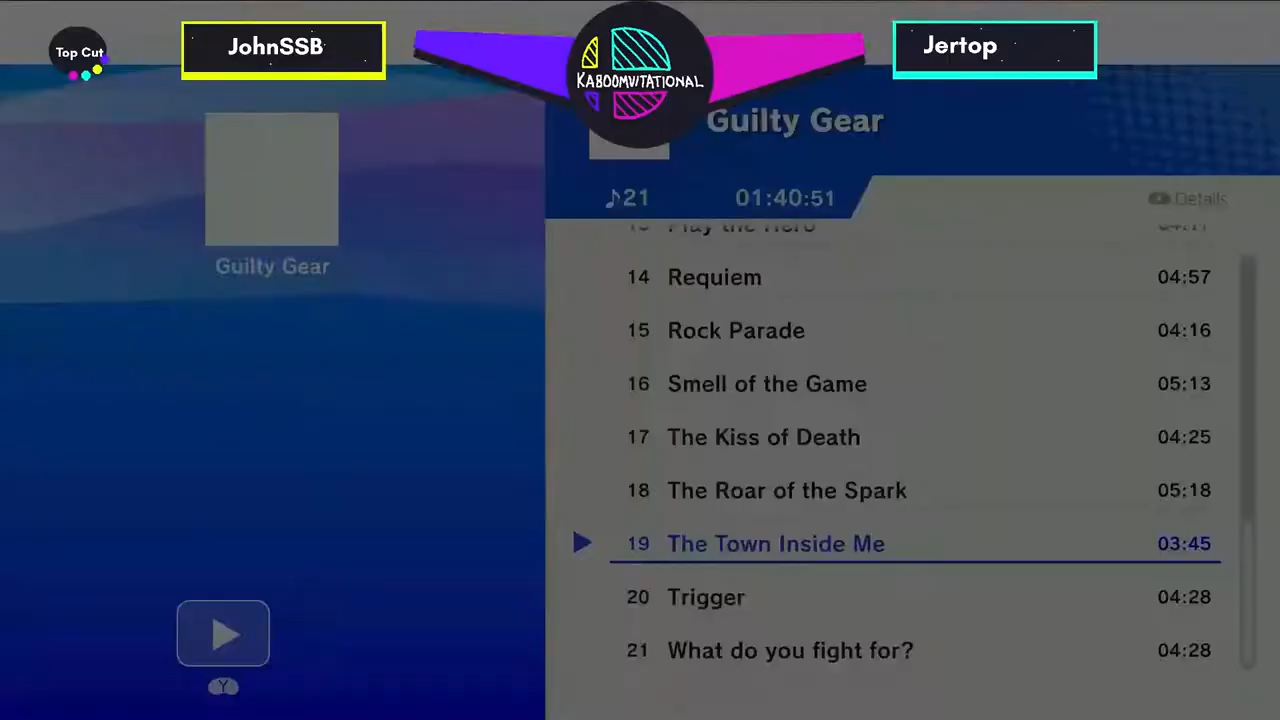 Top Cut
JohnSSB
KABOOMVITATIONAL
Jertop
Guilty Gear
Guilty Gear
♪21 01:40:51
Details
Play the Hero
14 Requiem 04:57
15 Rock Parade 04:16
16 Smell of the Game 05:13
17 The Kiss of Death 04:25
18 The Roar of the Spark 05:18
19 The Town Inside Me 03:45
20 Trigger 04:28
21 What do you fight for? 04:28
Y